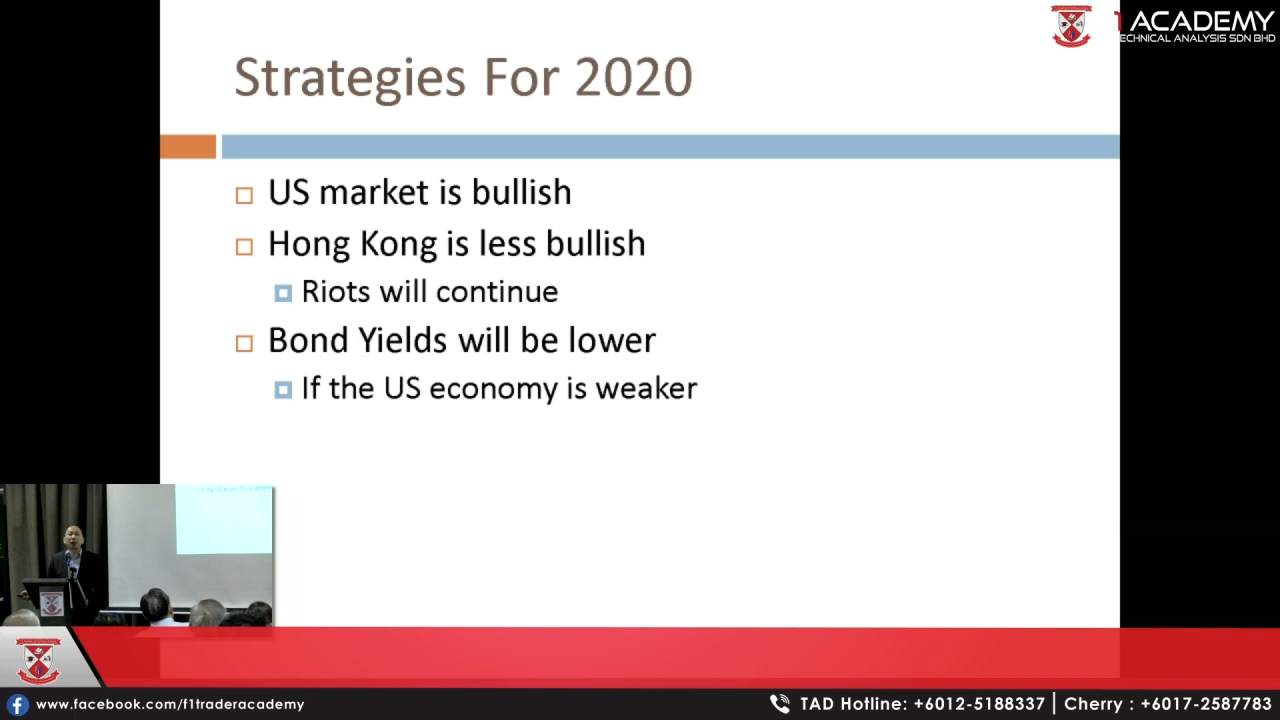 ACADEMY
ECHNICAL ANALYSIS SDN BHD
Strategies For 2020
US market is bullish
Hong Kong is less bullish
Riots will continue
Bond Yields will be lower
If the US economy is weaker
www.facebook.com/f1traderacademy
TAD Hotline: +6012-5188337 | Cherry : +6017-2587783